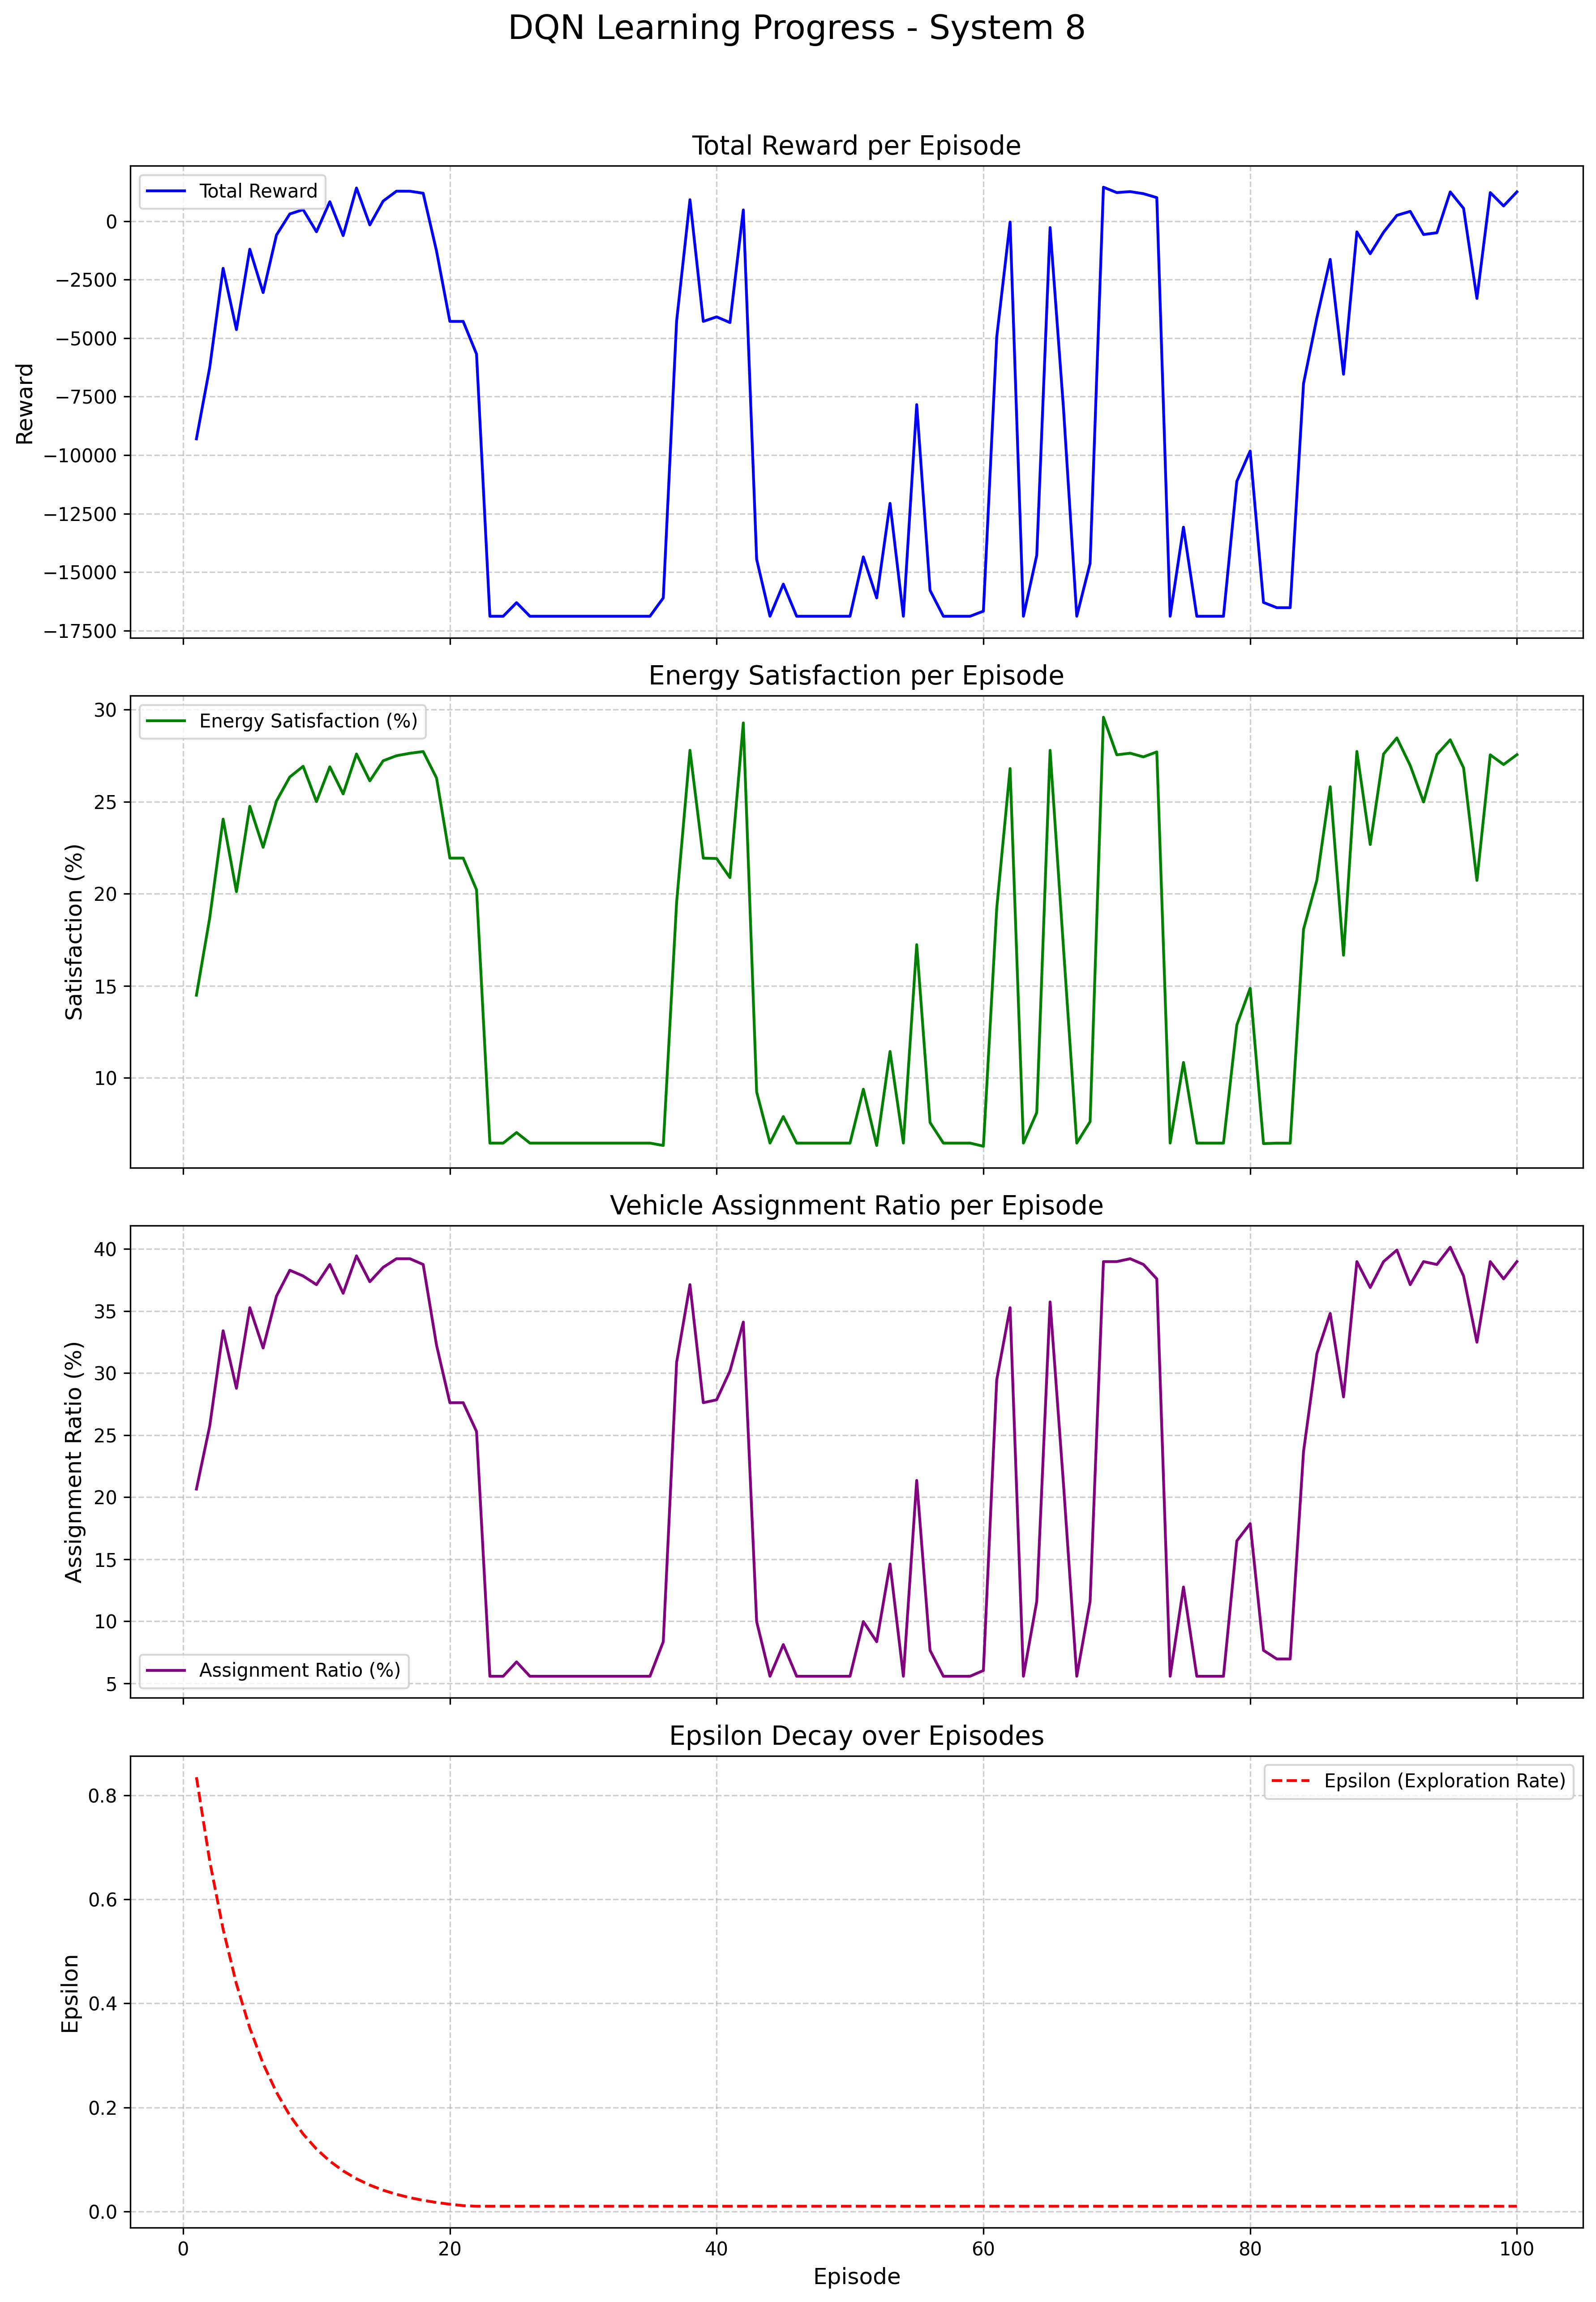 DQN Learning Progress - System 8
Total Reward per Episode
Total Reward
Reward
0
−2500
−5000
−7500
−10000
−12500
−15000
−17500
Energy Satisfaction per Episode
Energy Satisfaction (%)
Satisfaction (%)
30
25
20
15
10
Vehicle Assignment Ratio per Episode
Assignment Ratio (%)
40
35
30
25
20
15
10
5
Assignment Ratio (%)
Epsilon Decay over Episodes
Epsilon (Exploration Rate)
Epsilon
0.8
0.6
0.4
0.2
0.0
0 20 40 60 80 100
Episode